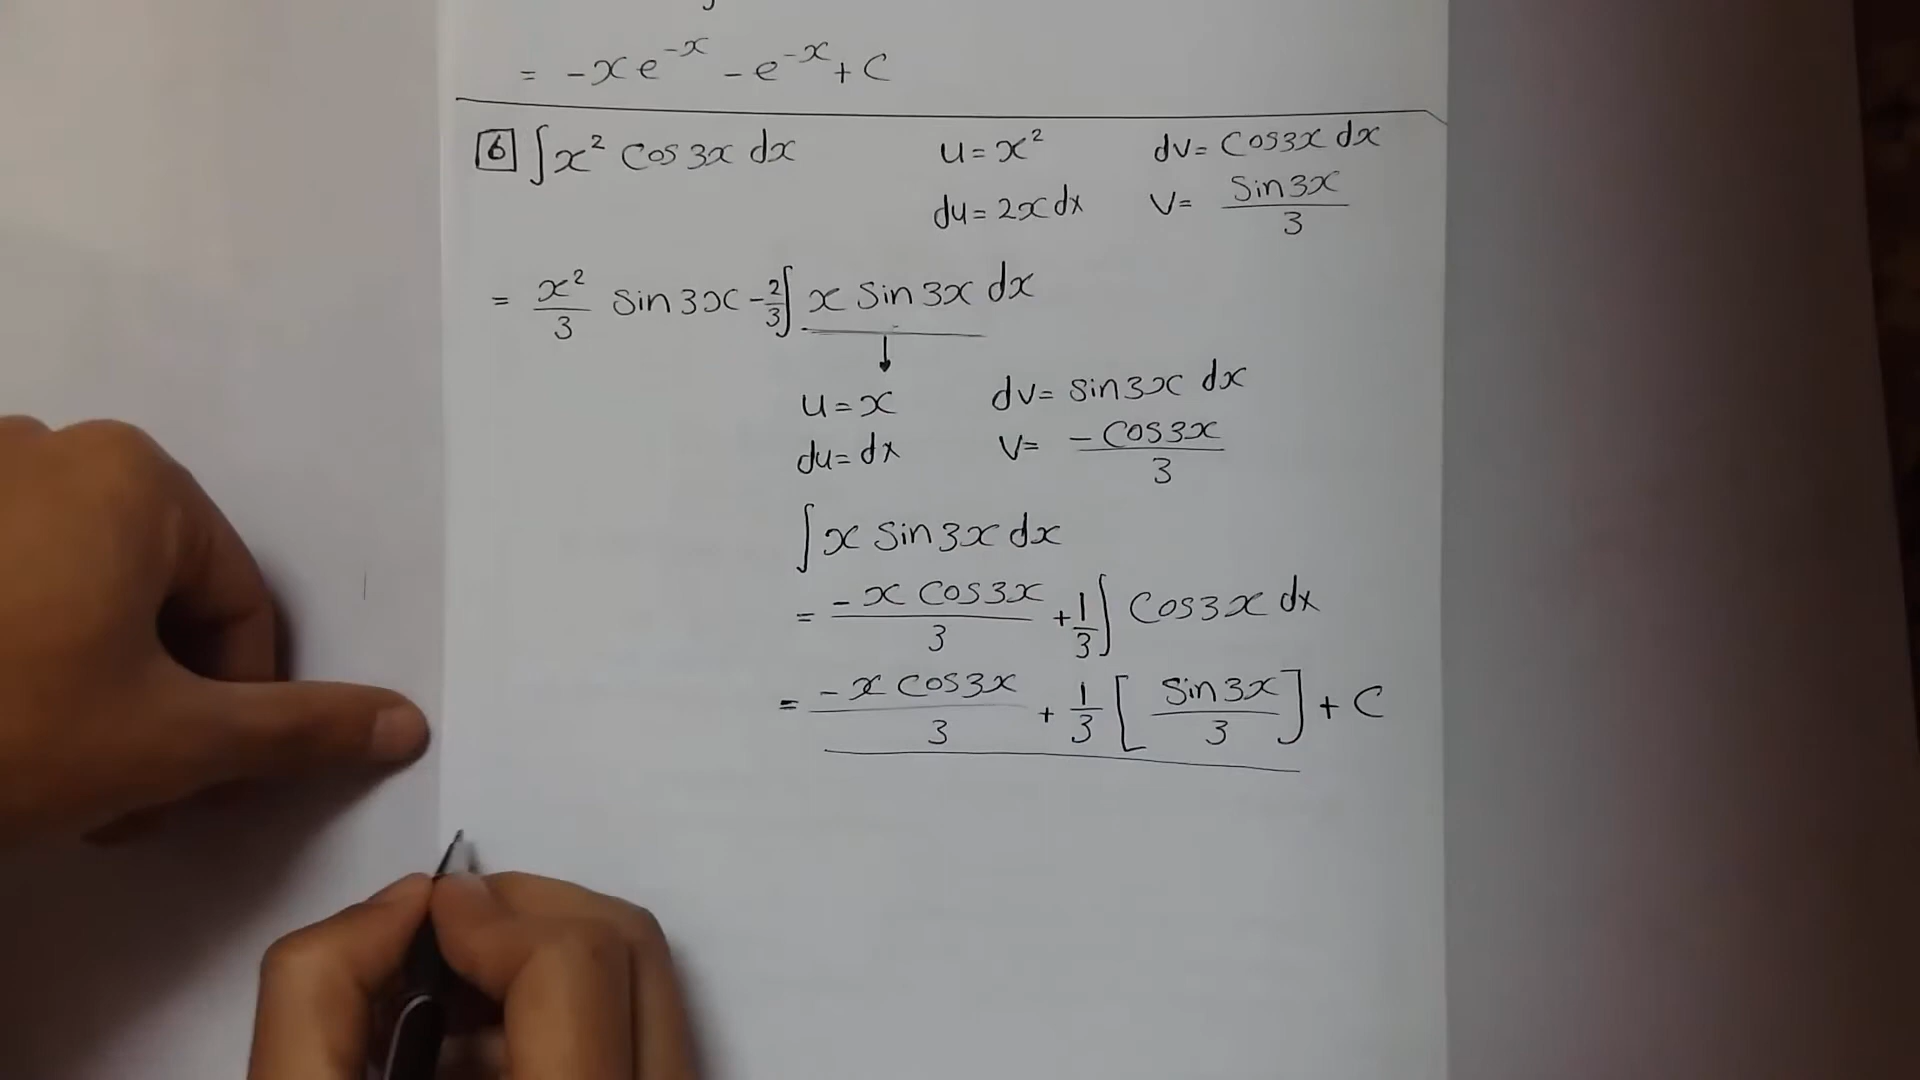 = -xe^{-x} - e^{-x} + C
6 ∫ x² Cos 3x dx    u = x²    dv = Cos3x dx
du = 2x dx    v = Sin3x / 3
= x²/3 Sin 3x - 2/3 ∫ x Sin 3x dx
↓
u = x    dv = Sin3x dx
du = dx    v = -Cos3x / 3
∫ x Sin 3x dx
= -x Cos3x / 3 + 1/3 ∫ Cos3x dx
= -x Cos3x / 3 + 1/3 [ Sin 3x / 3 ] + C